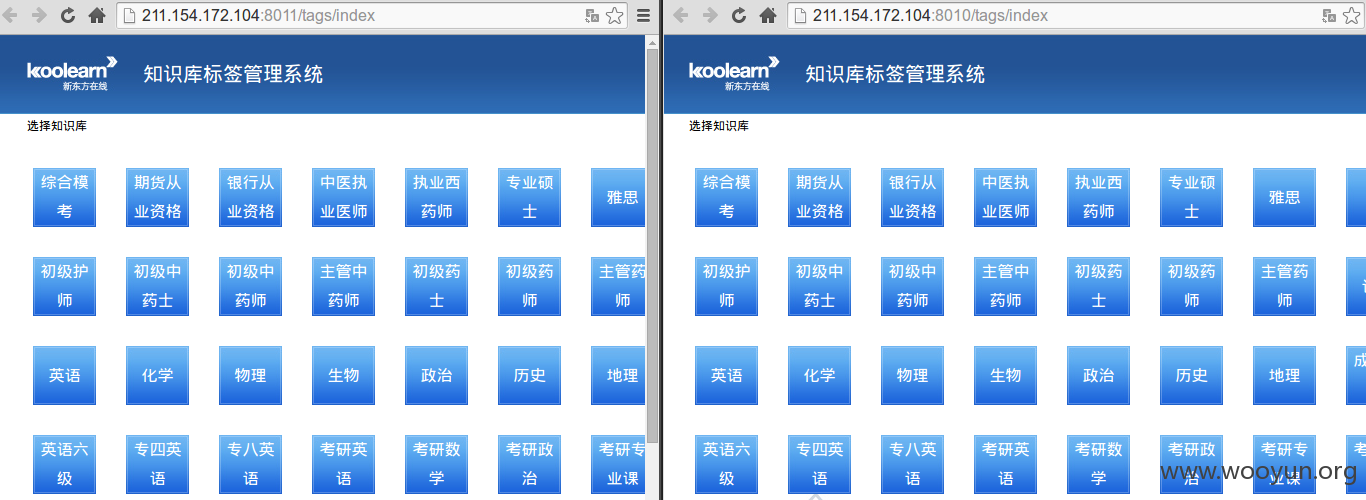 211.154.172.104:8011/tags/index
koolearn
新东方在线
知识库标签管理系统
选择知识库
综合模
考
期货从
业资格
银行从
业资格
中医执
业医师
执业西
药师
专业硕
士
雅思
初级护
师
初级中
药士
初级中
药师
主管中
药师
初级药
士
初级药
师
主管药
师
英语
化学
物理
生物
政治
历史
地理
英语六
级
专四英
语
专八英
语
考研英
语
考研数
学
考研政
治
考研专
业课
211.154.172.104:8010/tags/index
koolearn
新东方在线
知识库标签管理系统
选择知识库
综合模
考
期货从
业资格
银行从
业资格
中医执
业医师
执业西
药师
专业硕
士
雅思
初级护
师
初级中
药士
初级中
药师
主管中
药师
初级药
士
初级药
师
主管药
师
英语
化学
物理
生物
政治
历史
地理
成
英语六
级
专四英
语
专八英
语
考研英
语
考研数
学
考研政
治
考研专
业课
www.wooyun.org